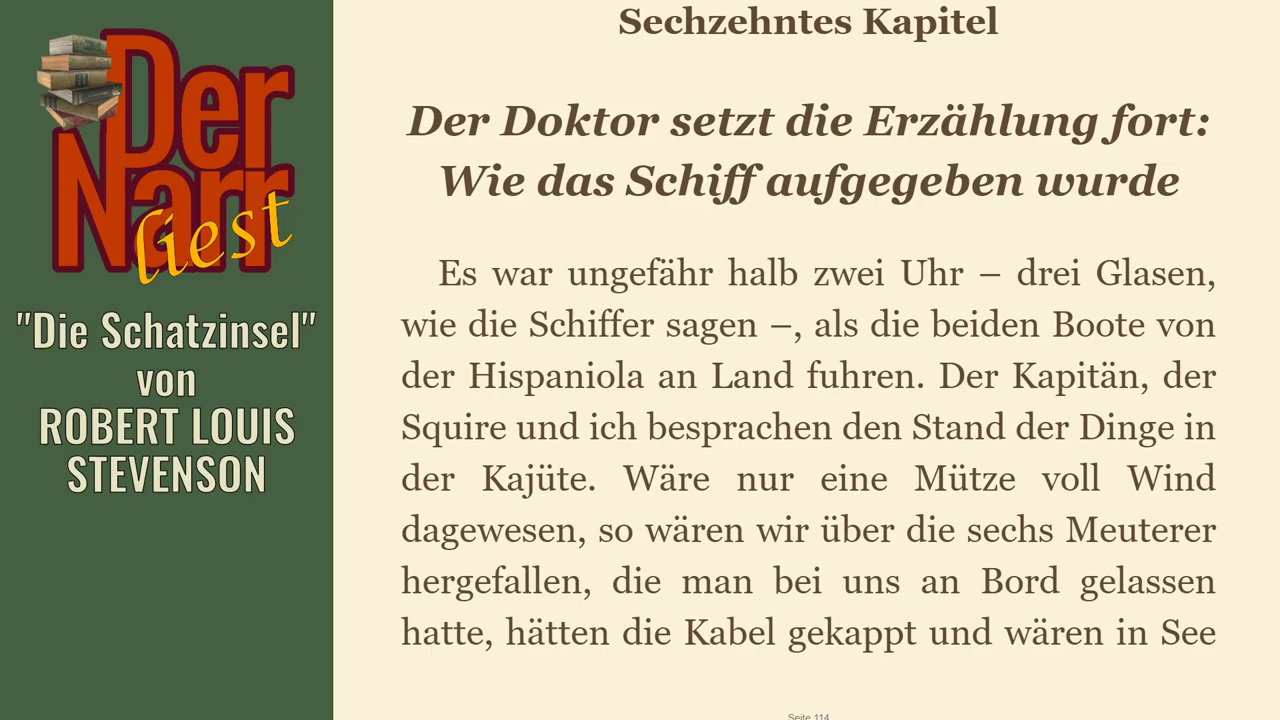 Der
Narr
liest
"Die Schatzinsel"
von
ROBERT LOUIS
STEVENSON
Sechzehntes Kapitel
Der Doktor setzt die Erzählung fort:
Wie das Schiff aufgegeben wurde
Es war ungefähr halb zwei Uhr – drei Glasen,
wie die Schiffer sagen –, als die beiden Boote von
der Hispaniola an Land fuhren. Der Kapitän, der
Squire und ich besprachen den Stand der Dinge in
der Kajüte. Wäre nur eine Mütze voll Wind
dagewesen, so wären wir über die sechs Meuterer
hergefallen, die man bei uns an Bord gelassen
hatte, hätten die Kabel gekappt und wären in See
Seite 114